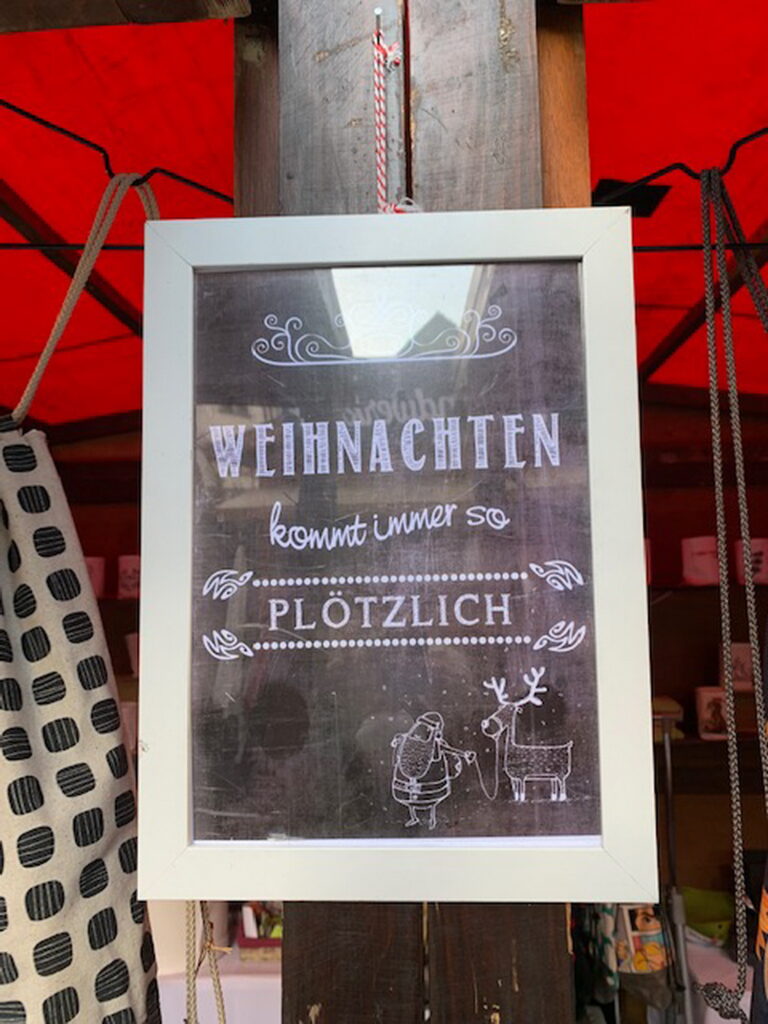 WEIHNACHTEN
kommt immer so
PLÖTZLICH